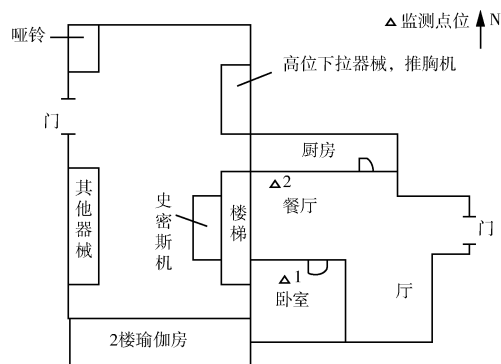 哑铃
监测点位
N
高位下拉器械，推胸机
门
厨房
其他器械
史密斯机
楼梯
2
餐厅
门
1
卧室
厅
2楼瑜伽房